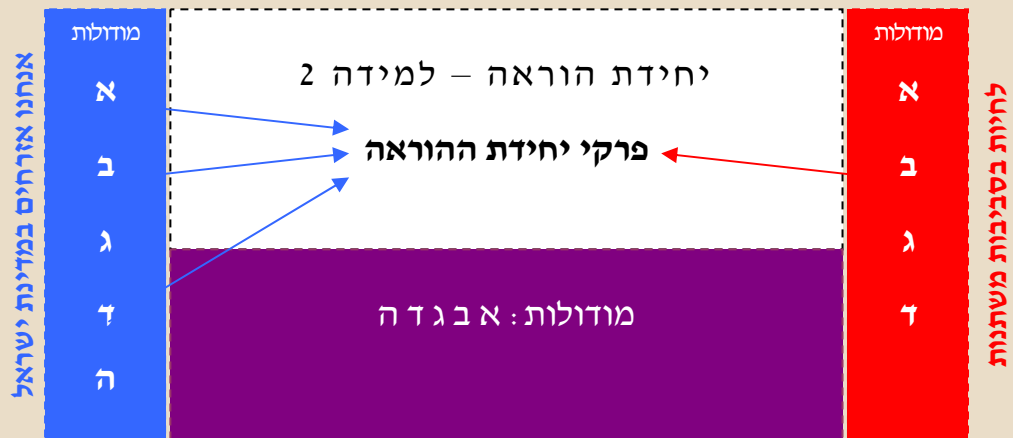 לחיות בסביבות משתנות
מודולות
א
ב
ג
ד
יחידת הוראה – למידה 2
פרקי יחידת ההוראה
מודולות: א ב ג ד ה
מודולות
א
ב
ג
ד
ה
אנחנו אזרחים במדינת ישראל